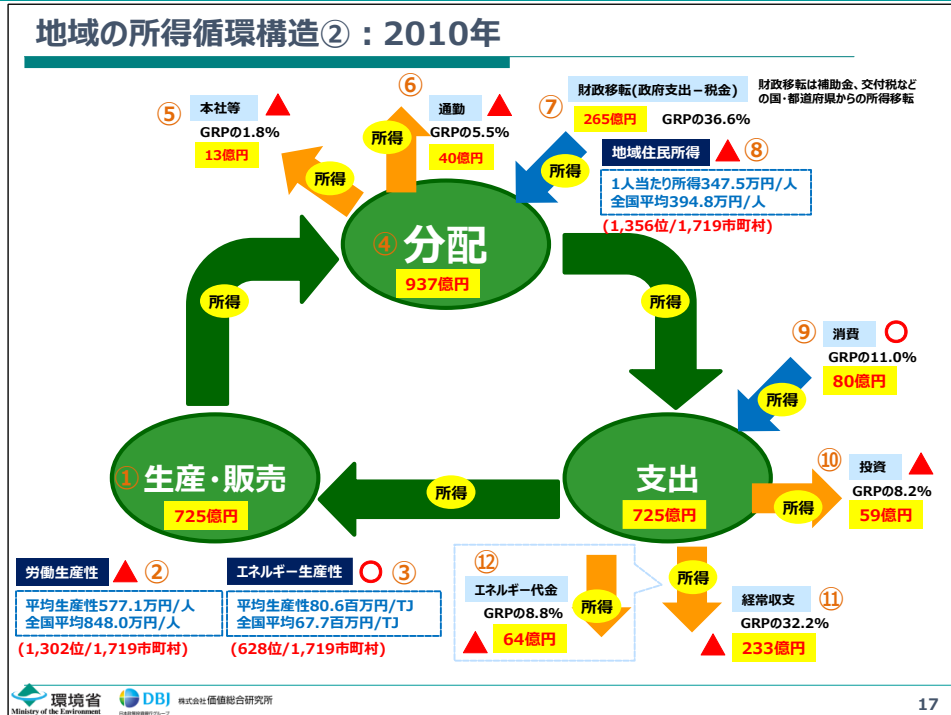 地域の所得循環構造②：2010年
⑤
本社等
▲
GRPの1.8%
13億円
所得
⑥
通勤
▲
GRPの5.5%
40億円
所得
⑦
財政移転(政府支出－税金)
265億円 GRPの36.6%
財政移転は補助金、交付税など
の国・都道府県からの所得移転
所得
地域住民所得
▲
⑧
1人当たり所得347.5万円/人
全国平均394.8万円/人
(1,356位/1,719市町村)
④
分配
937億円
所得
所得
⑨
消費
○
GRPの11.0%
80億円
所得
①
生産・販売
725億円
所得
支出
725億円
⑩
投資
▲
GRPの8.2%
59億円
所得
労働生産性
▲
②
平均生産性577.1万円/人
全国平均848.0万円/人
(1,302位/1,719市町村)
エネルギー生産性
○
③
平均生産性80.6百万円/TJ
全国平均67.7百万円/TJ
(628位/1,719市町村)
⑫
エネルギー代金
GRPの8.8%
▲
64億円
所得
所得
経常収支
⑪
GRPの32.2%
▲
233億円
環境省
Ministry of the Environment
DBJ
日本政策投資銀行グループ
株式会社価値総合研究所
17